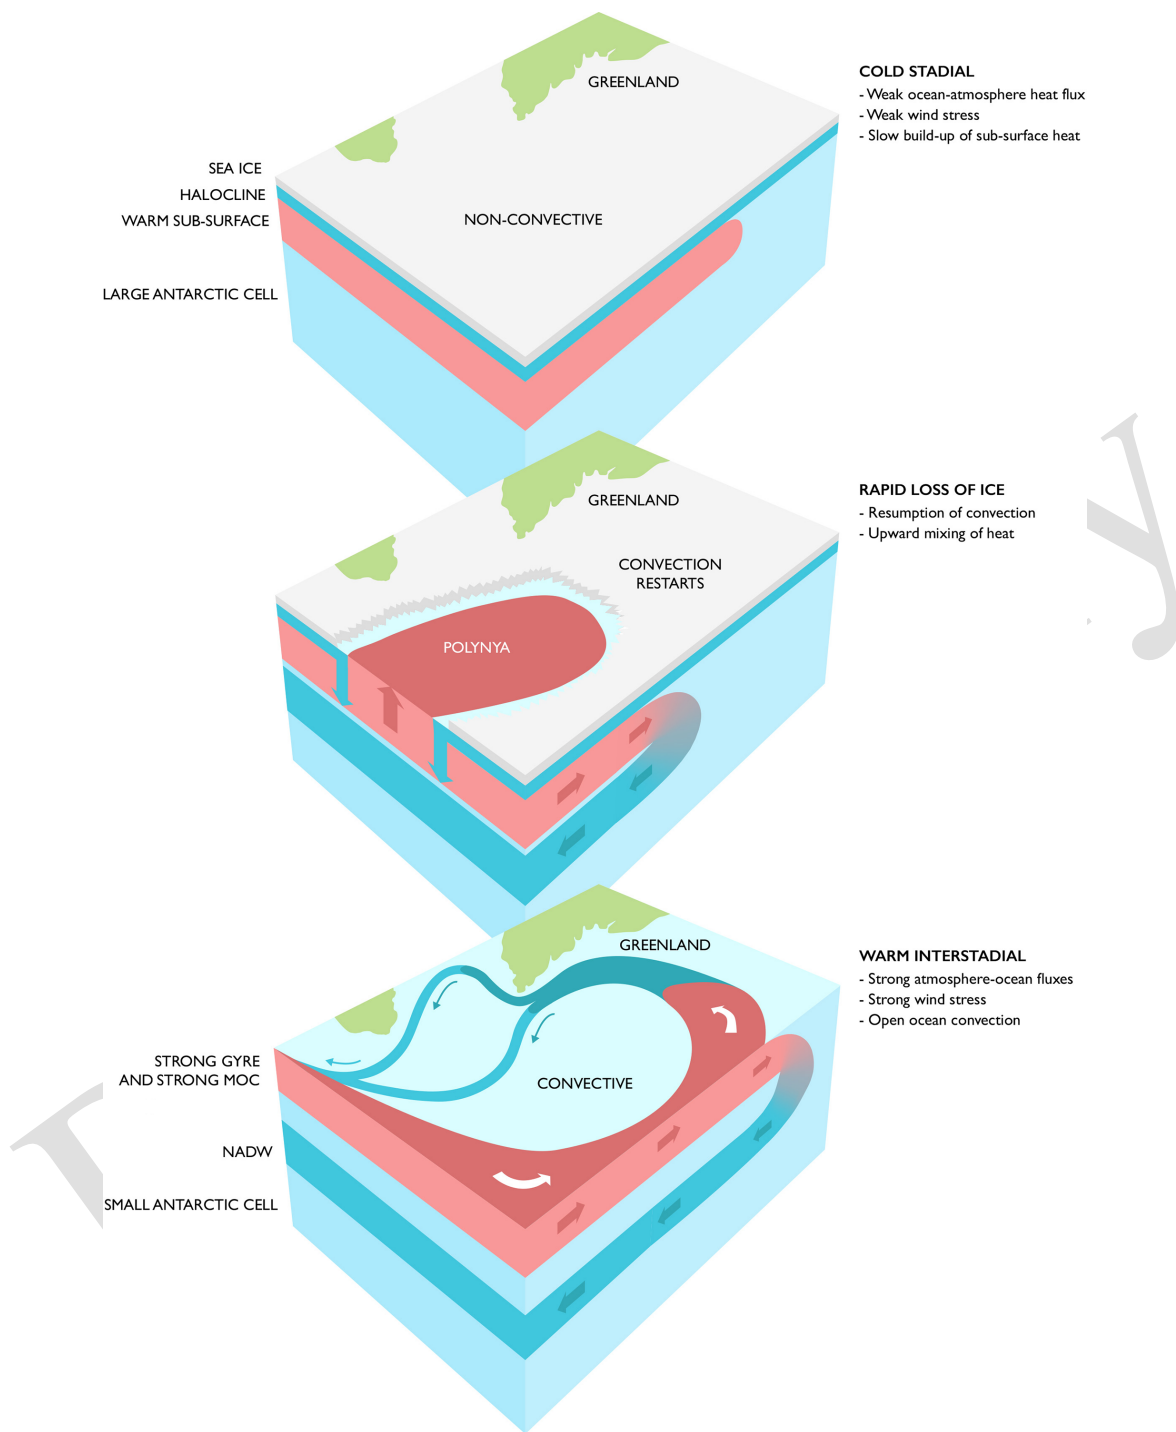 GREENLAND
COLD STADIAL
- Weak ocean-atmosphere heat flux
- Weak wind stress
- Slow build-up of sub-surface heat
SEA ICE
HALOCLINE
WARM SUB-SURFACE
NON-CONVECTIVE
LARGE ANTARCTIC CELL
GREENLAND
RAPID LOSS OF ICE
- Resumption of convection
- Upward mixing of heat
CONVECTION
RESTARTS
POLYNYA
GREENLAND
WARM INTERSTADIAL
- Strong atmosphere-ocean fluxes
- Strong wind stress
- Open ocean convection
STRONG GYRE
AND STRONG MOC
CONVECTIVE
NADW
SMALL ANTARCTIC CELL